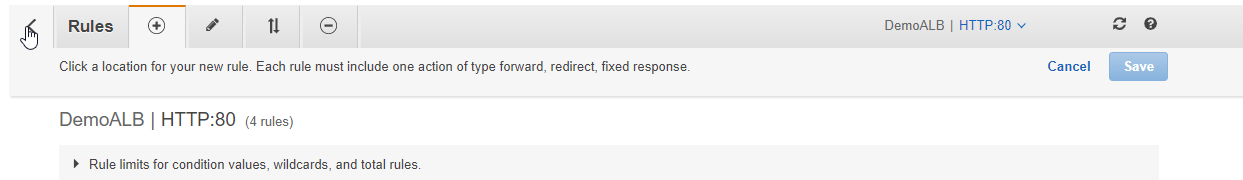 Rules
DemoALB | HTTP:80
Click a location for your new rule. Each rule must include one action of type forward, redirect, fixed response.
Cancel
Save
DemoALB | HTTP:80 (4 rules)
Rule limits for condition values, wildcards, and total rules.